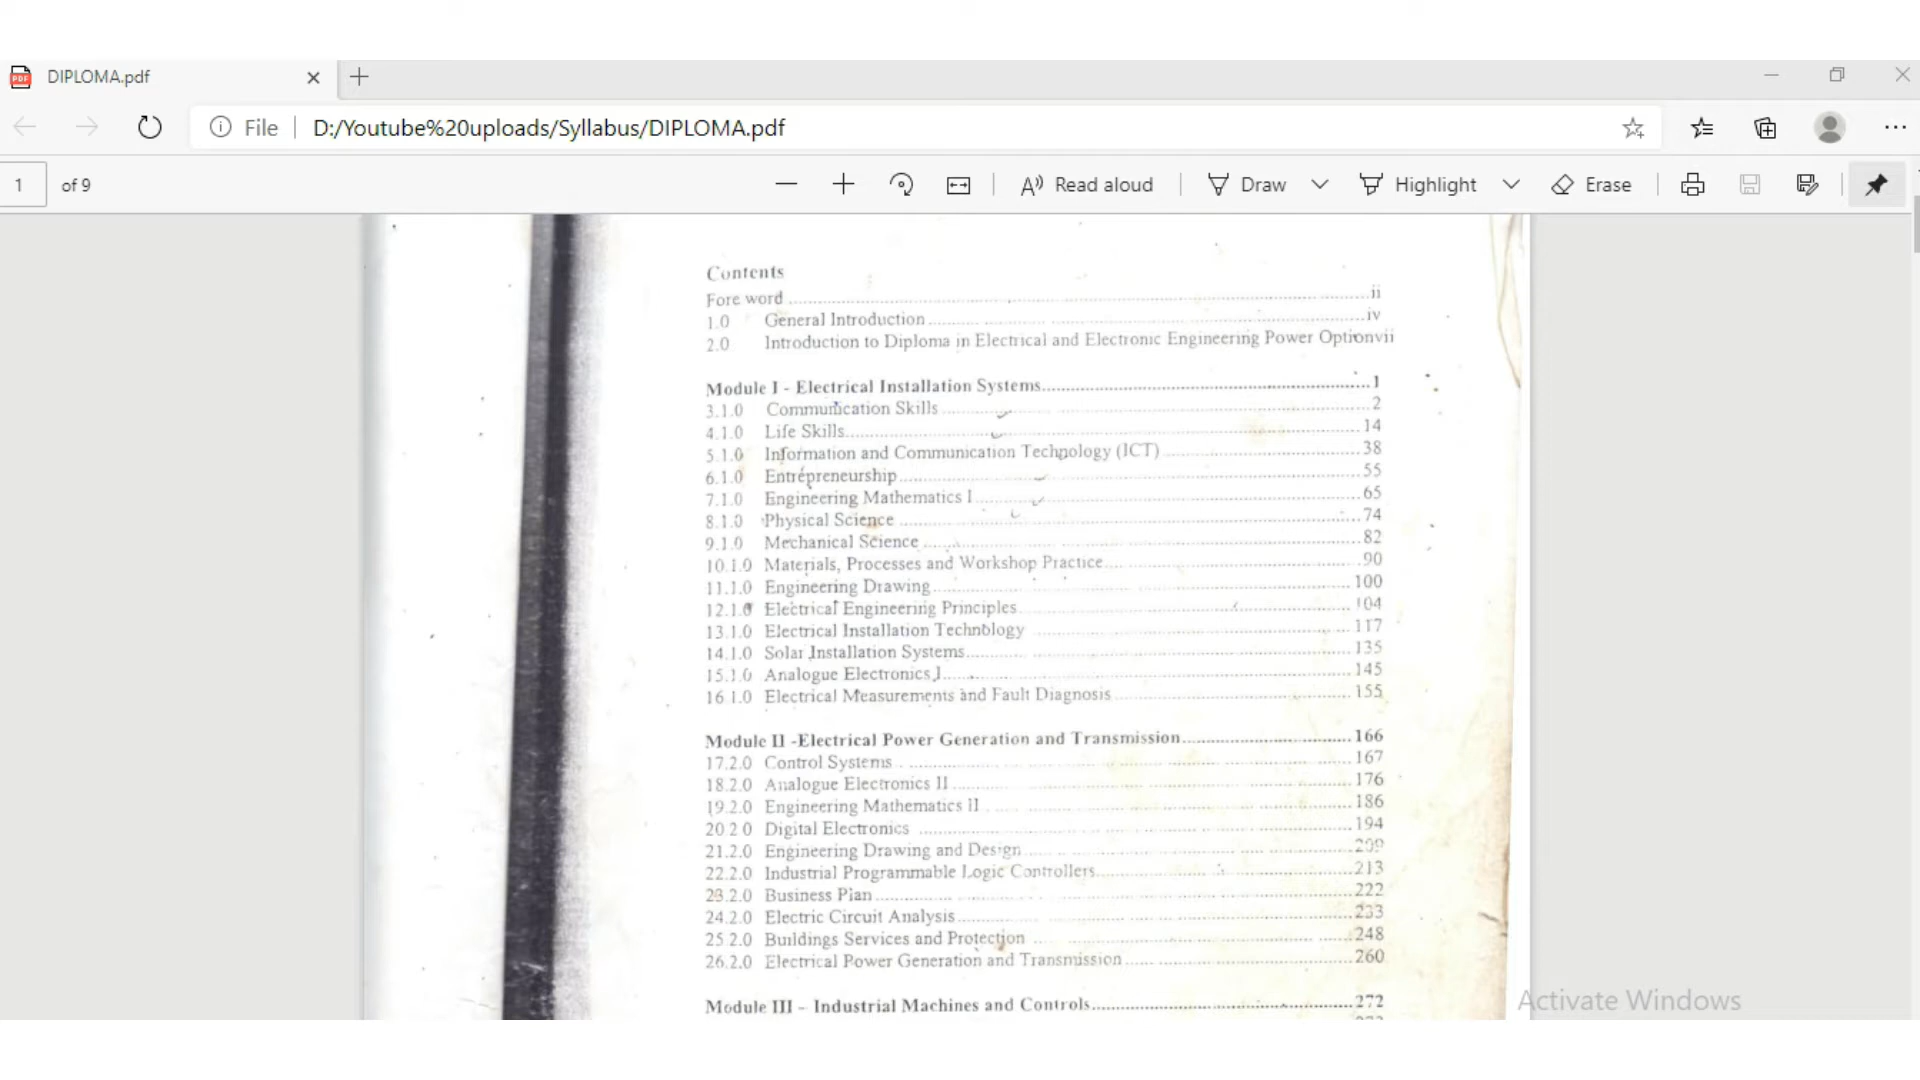 DIPLOMA.pdf
File D:/Youtube%20uploads/Syllabus/DIPLOMA.pdf
1 of 9 Read aloud Draw Highlight Erase
Contents
Fore word ii
1.0 General Introduction iv
2.0 Introduction to Diploma in Electrical and Electronic Engineering Power Optionvii
Module I - Electrical Installation Systems 1
3.1.0 Communication Skills 2
4.1.0 Life Skills 14
5.1.0 Information and Communication Technology (ICT) 38
6.1.0 Entrepreneurship 55
7.1.0 Engineering Mathematics I 65
8.1.0 Physical Science 74
9.1.0 Mechanical Science 82
10.1.0 Materials, Processes and Workshop Practice 90
11.1.0 Engineering Drawing 100
12.1.0 Electrical Engineering Principles 104
13.1.0 Electrical Installation Technology 117
14.1.0 Solar Installation Systems 135
15.1.0 Analogue Electronics I 145
16 1.0 Electrical Measurements and Fault Diagnosis 155
Module II -Electrical Power Generation and Transmission 166
17.2.0 Control Systems 167
18.2.0 Analogue Electronics II 176
19.2.0 Engineering Mathematics II 186
20 2 0 Digital Electronics 194
21.2.0 Engineering Drawing and Design 209
22.2.0 Industrial Programmable Logic Controllers 213
23.2.0 Business Plan 222
24.2.0 Electric Circuit Analysis 233
25 2.0 Buildings Services and Protection 248
26.2.0 Electrical Power Generation and Transmission 260
Module III – Industrial Machines and Controls 272
Activate Windows